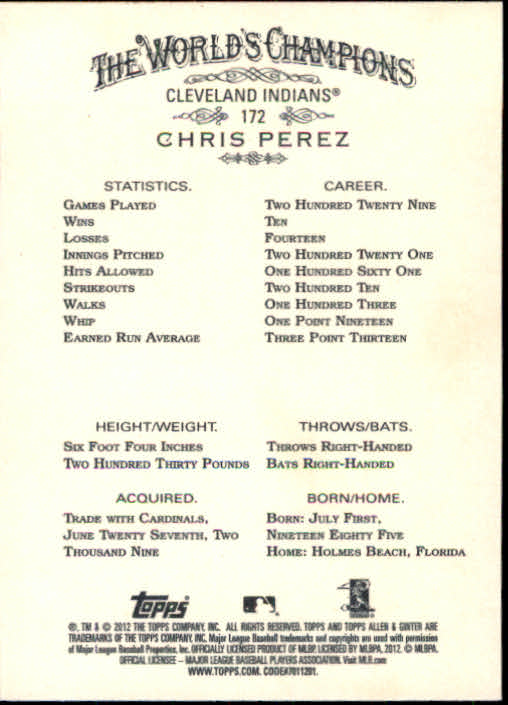 THE WORLD'S CHAMPIONS
CLEVELAND INDIANS®
172
CHRIS PEREZ
STATISTICS. CAREER.
GAMES PLAYED TWO HUNDRED TWENTY NINE
WINS TEN
LOSSES FOURTEEN
INNINGS PITCHED TWO HUNDRED TWENTY ONE
HITS ALLOWED ONE HUNDRED SIXTY ONE
STRIKEOUTS TWO HUNDRED TEN
WALKS ONE HUNDRED THREE
WHIP ONE POINT NINETEEN
EARNED RUN AVERAGE THREE POINT THIRTEEN
HEIGHT/WEIGHT. THROWS/BATS.
SIX FOOT FOUR INCHES THROWS RIGHT-HANDED
TWO HUNDRED THIRTY POUNDS BATS RIGHT-HANDED
ACQUIRED. BORN/HOME.
TRADE WITH CARDINALS, BORN: JULY FIRST,
JUNE TWENTY SEVENTH, TWO NINETEEN EIGHTY FIVE
THOUSAND NINE HOME: HOLMES BEACH, FLORIDA
Topps
®, TM & © 2012 THE TOPPS COMPANY, INC. ALL RIGHTS RESERVED. TOPPS AND TOPPS ALLEN & GINTER ARE
TRADEMARKS OF THE TOPPS COMPANY, INC. Major League Baseball trademarks and copyrights are used with permission
of Major League Baseball Properties, Inc. OFFICIALLY LICENSED PRODUCT OF MLBP. LICENSED BY MLBPA, 2012. © MLBPA.
OFFICIAL LICENSEE – MAJOR LEAGUE BASEBALL PLAYERS ASSOCIATION. Visit MLB.com
WWW.TOPPS.COM. CODE#7011201.